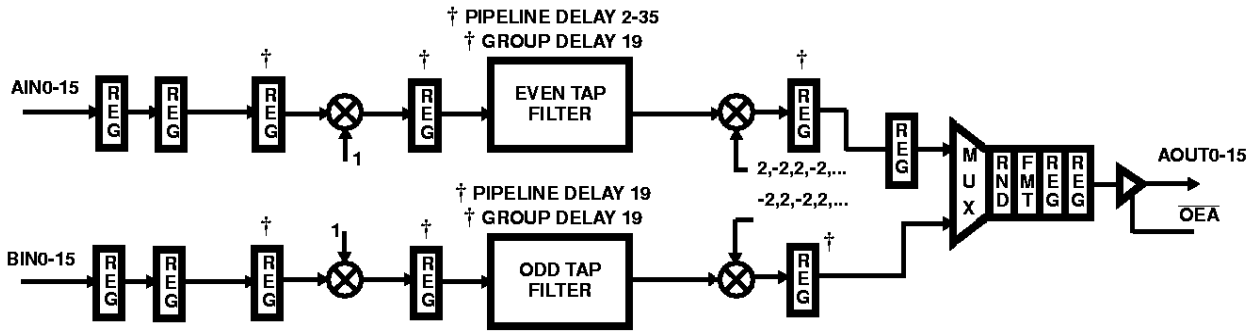 † PIPELINE DELAY 2-35
† GROUP DELAY 19
AIN0-15
REG
REG
†
REG
1
†
REG
EVEN TAP
FILTER
2,-2,2,-2,...
†
REG
REG
MUX
RND
FMT
REG
REG
AOUT0-15
OEA
† PIPELINE DELAY 19
† GROUP DELAY 19
-2,2,-2,2,...
BIN0-15
REG
REG
†
REG
1
†
REG
ODD TAP
FILTER
†
REG